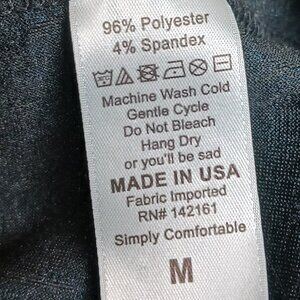 96% Polyester
4% Spandex
Machine Wash Cold
Gentle Cycle
Do Not Bleach
Hang Dry
or you'll be sad
MADE IN USA
Fabric Imported
RN# 142161
Simply Comfortable
M